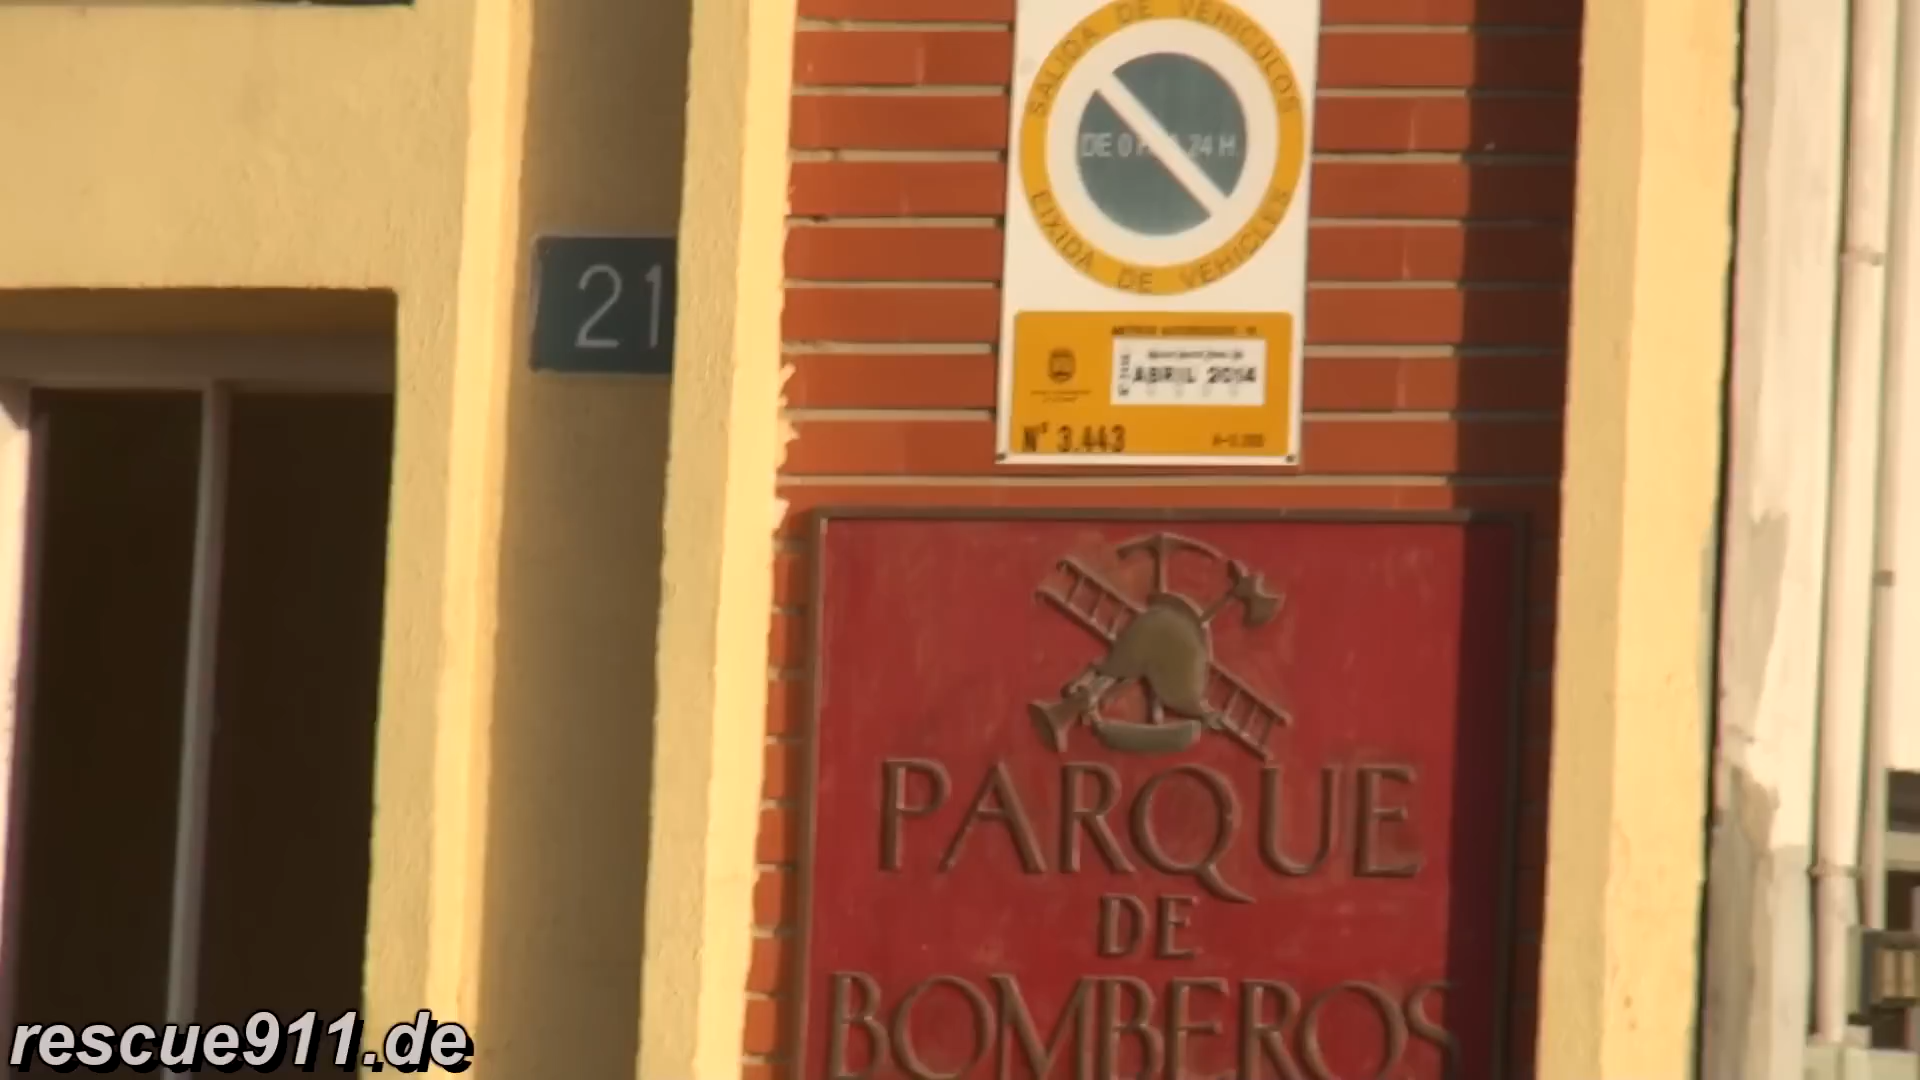 SALIDA DE VEHICULOS
DE 0 H. A 24 H.
EIXIDA DE VEHICLES
21
ABRIL 2014
Nº 3.443
PARQUE
DE
BOMBEROS
rescue911.de